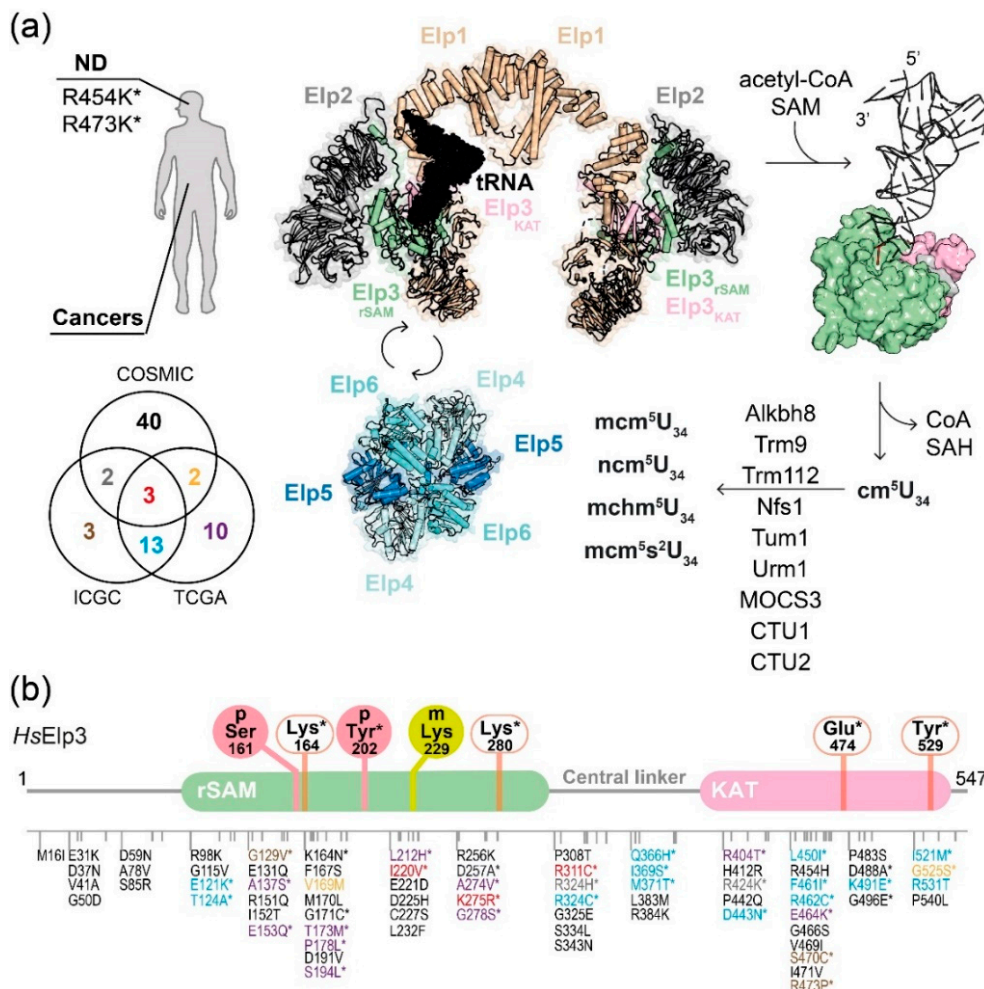 (a)
ND
R454K*
R473K*
Cancers
COSMIC
40
2
2
3
3
10
13
ICGC
TCGA
Elp1
Elp1
Elp2
Elp2
tRNA
Elp3
KAT
Elp3
rSAM
Elp3rSAM
Elp3KAT
Elp6
Elp4
Elp5
Elp5
Elp6
Elp4
acetyl-CoA
SAM
5'
3'
CoA
SAH
cm⁵U₃₄
Alkbh8
Trm9
Trm112
Nfs1
Tum1
Urm1
MOCS3
CTU1
CTU2
mcm⁵U₃₄
ncm⁵U₃₄
mchm⁵U₃₄
mcm⁵s²U₃₄
(b)
HsElp3
p
Ser
161
Lys*
164
p
Tyr*
202
m
Lys
229
Lys*
280
Glu*
474
Tyr*
529
1
rSAM
Central linker
KAT
547
M16I
E31K
D37N
V41A
G50D
D59N
A78V
S85R
R98K
G115V
E121K*
T124A*
G129V*
E131Q
A137S*
R151Q
I152T
E153Q*
K164N*
F167S
V169M
M170L
G171C*
T173M*
P178L*
D191V
S194L*
L212H*
I220V*
E221D
D225H
C227S
L232F
R256K
D257A*
A274V*
K275R*
G278S*
P308T
R311C*
R324H*
R324C*
G325E
S334L
S343N
Q366H*
I369S*
M371T*
L383M
R384K
R404T*
H412R
R424K*
P442Q
D443N*
L450I*
R454K
F461I*
R462C*
E464K*
G466S
V469I
S470C*
I471V
R473P*
P483S
D488A*
K491E*
G496E*
I521M*
G525S*
R531T
P540L